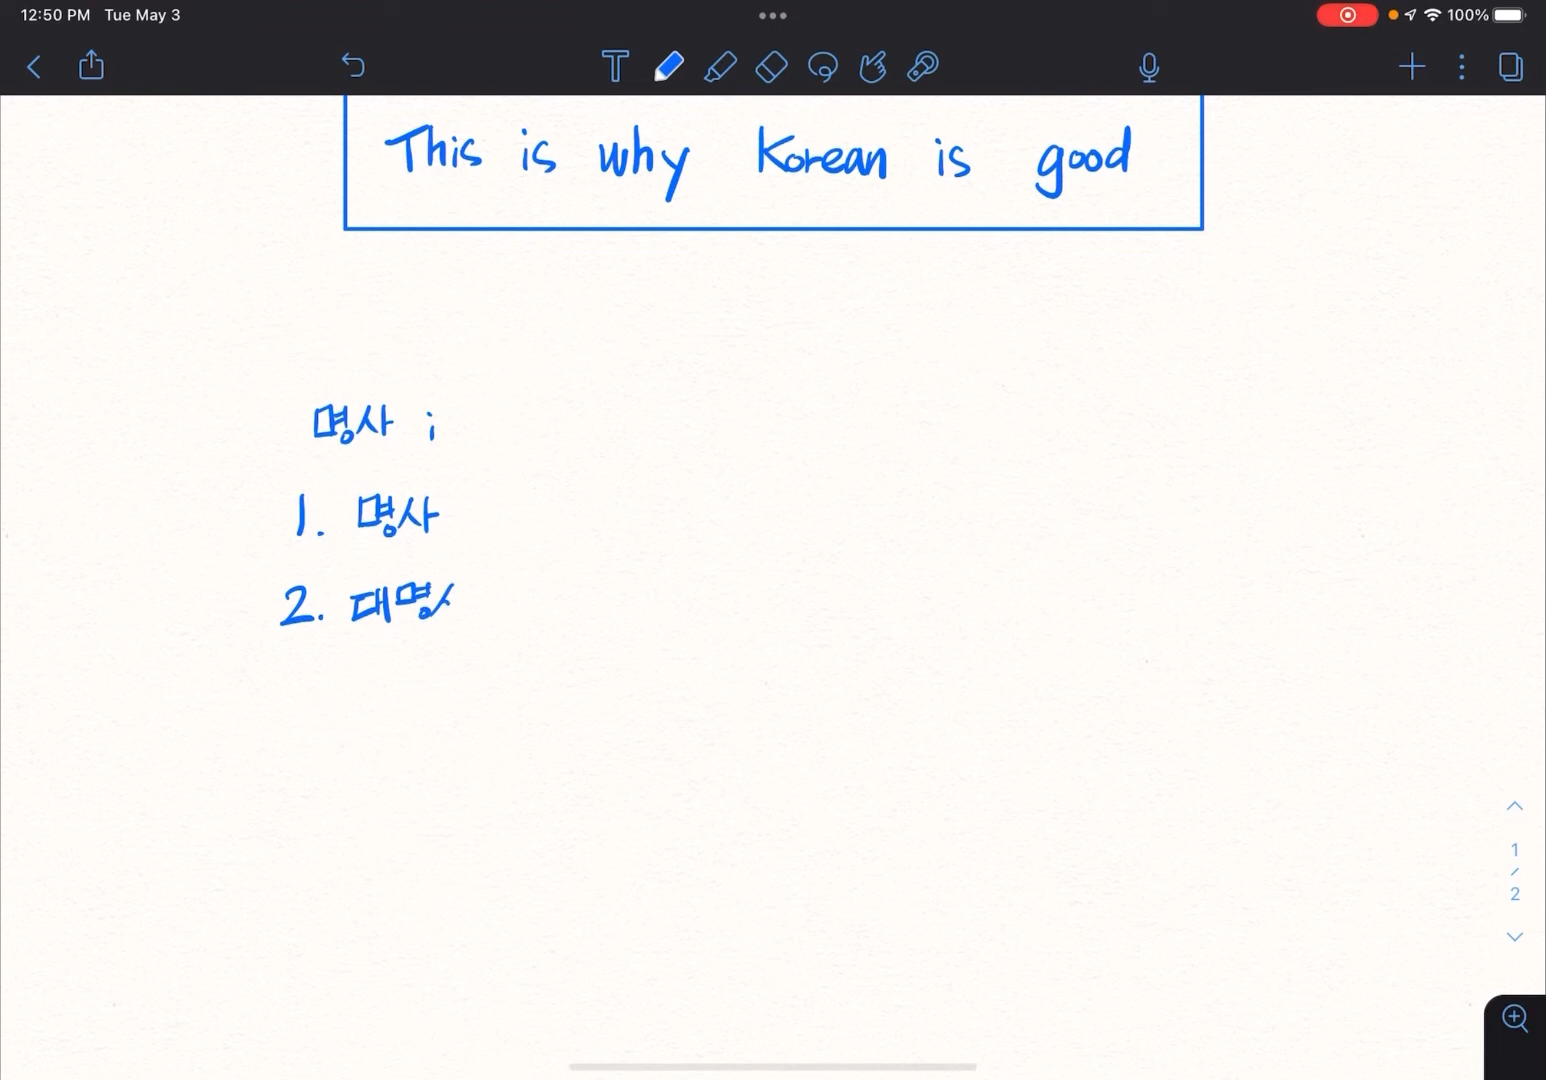 12:50 PM Tue May 3
100%
This is why Korean is good
명사 ;
1. 명사
2. 대명ㅅ
1
/
2